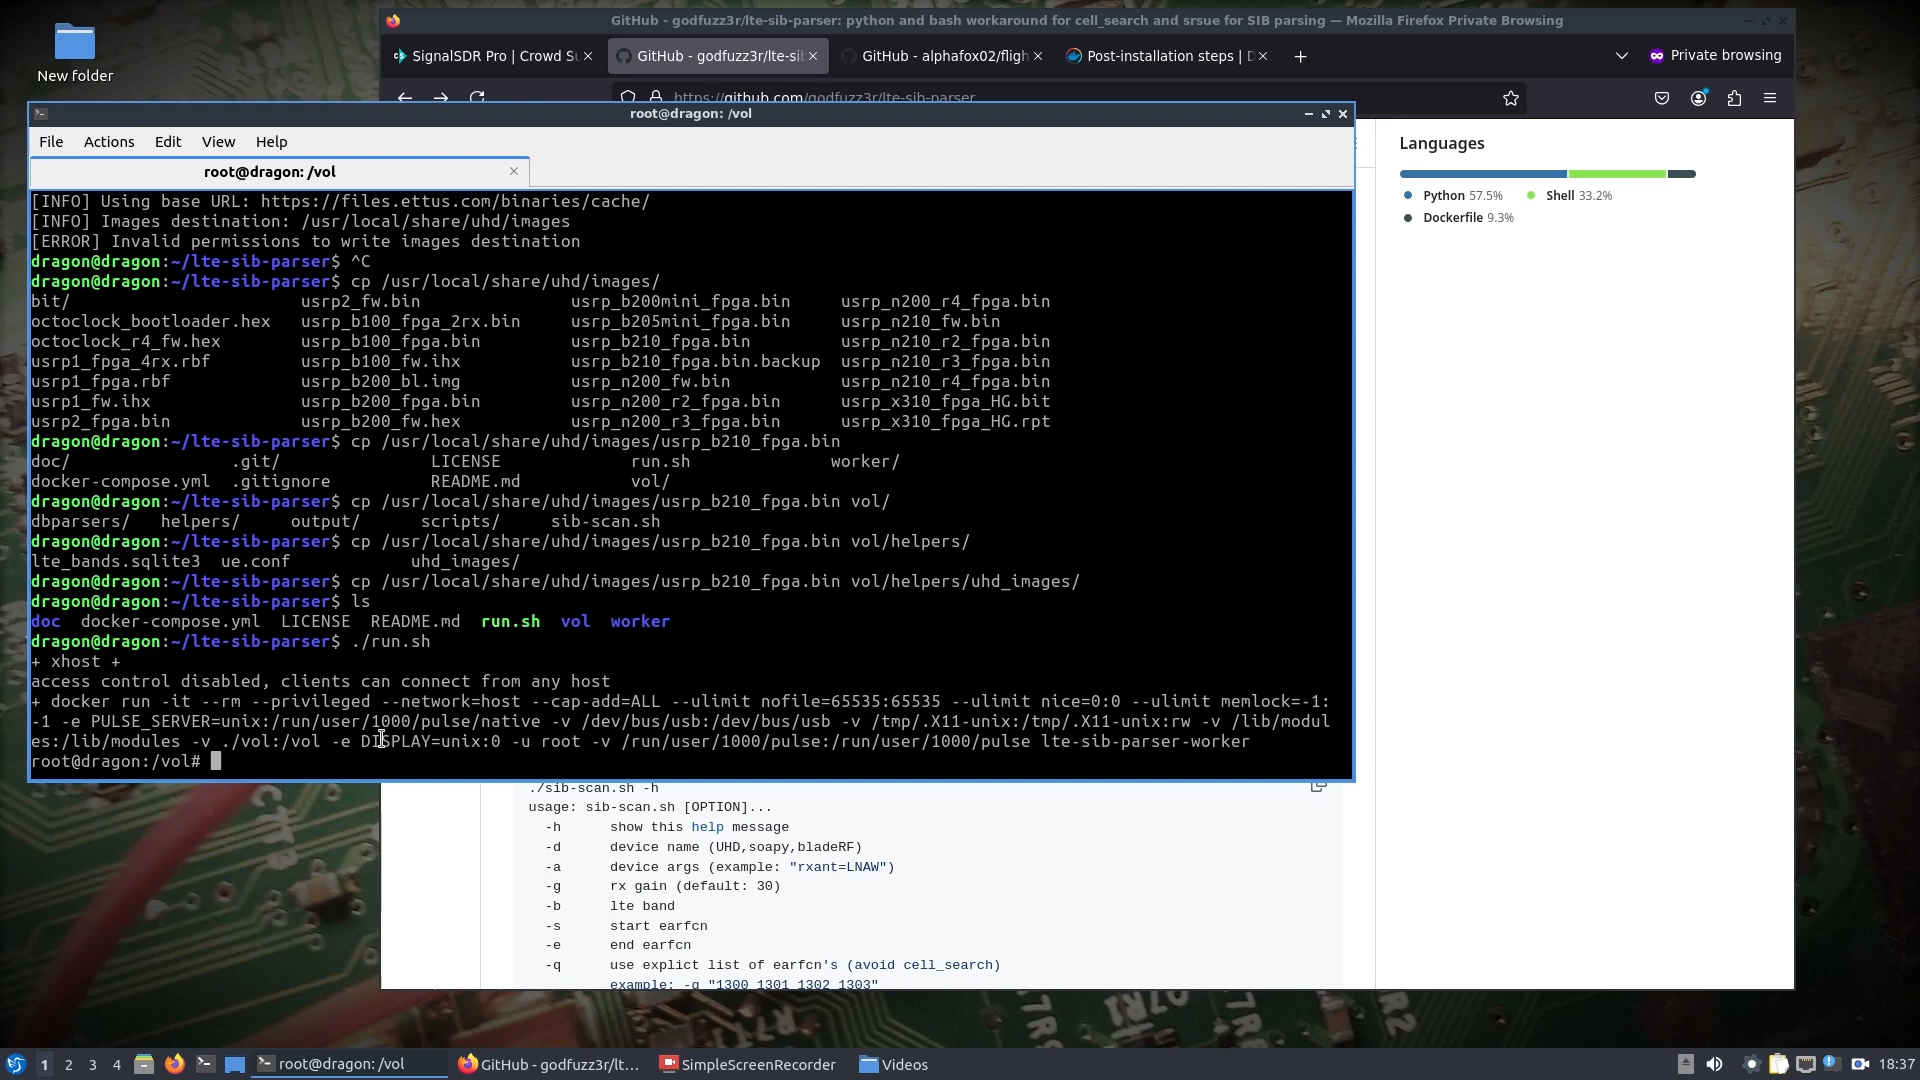 New folder
GitHub - godfuzz3r/lte-sib-parser: python and bash workaround for cell_search and srsue for SIB parsing — Mozilla Firefox Private Browsing
SignalSDR Pro | Crowd Su
GitHub - godfuzz3r/lte-sib
GitHub - alphafox02/fligh
Post-installation steps | D
Private browsing
https://github.com/godfuzz3r/lte-sib-parser
root@dragon: /vol
File Actions Edit View Help
root@dragon: /vol
[INFO] Using base URL: https://files.ettus.com/binaries/cache/
[INFO] Images destination: /usr/local/share/uhd/images
[ERROR] Invalid permissions to write images destination
dragon@dragon:~/lte-sib-parser$ ^C
dragon@dragon:~/lte-sib-parser$ cp /usr/local/share/uhd/images/
bit/ usrp2_fw.bin usrp_b200mini_fpga.bin usrp_n200_r4_fpga.bin
octoclock_bootloader.hex usrp_b100_fpga_2rx.bin usrp_b205mini_fpga.bin usrp_n210_fw.bin
octoclock_r4_fw.hex usrp_b100_fpga.bin usrp_b210_fpga.bin usrp_n210_r2_fpga.bin
usrp1_fpga_4rx.rbf usrp_b100_fw.ihx usrp_b210_fpga.bin.backup usrp_n210_r3_fpga.bin
usrp1_fpga.rbf usrp_b200_bl.img usrp_n200_fw.bin usrp_n210_r4_fpga.bin
usrp1_fw.ihx usrp_b200_fpga.bin usrp_n200_r2_fpga.bin usrp_x310_fpga_HG.bit
usrp2_fpga.bin usrp_b200_fw.hex usrp_n200_r3_fpga.bin usrp_x310_fpga_HG.rpt
dragon@dragon:~/lte-sib-parser$ cp /usr/local/share/uhd/images/usrp_b210_fpga.bin
doc/ .git/ LICENSE run.sh worker/
docker-compose.yml .gitignore README.md vol/
dragon@dragon:~/lte-sib-parser$ cp /usr/local/share/uhd/images/usrp_b210_fpga.bin vol/
dbparsers/ helpers/ output/ scripts/ sib-scan.sh
dragon@dragon:~/lte-sib-parser$ cp /usr/local/share/uhd/images/usrp_b210_fpga.bin vol/helpers/
lte_bands.sqlite3 ue.conf uhd_images/
dragon@dragon:~/lte-sib-parser$ cp /usr/local/share/uhd/images/usrp_b210_fpga.bin vol/helpers/uhd_images/
dragon@dragon:~/lte-sib-parser$ ls
doc docker-compose.yml LICENSE README.md run.sh vol worker
dragon@dragon:~/lte-sib-parser$ ./run.sh
+ xhost +
access control disabled, clients can connect from any host
+ docker run -it --rm --privileged --network=host --cap-add=ALL --ulimit nofile=65535:65535 --ulimit nice=0:0 --ulimit memlock=-1:
-1 -e PULSE_SERVER=unix:/run/user/1000/pulse/native -v /dev/bus/usb:/dev/bus/usb -v /tmp/.X11-unix:/tmp/.X11-unix:rw -v /lib/modul
es:/lib/modules -v ./vol:/vol -e DISPLAY=unix:0 -u root -v /run/user/1000/pulse:/run/user/1000/pulse lte-sib-parser-worker
root@dragon:/vol#
Languages
Python 57.5% Shell 33.2%
Dockerfile 9.3%
./sib-scan.sh -h
usage: sib-scan.sh [OPTION]...
-h show this help message
-d device name (UHD,soapy,bladeRF)
-a device args (example: "rxant=LNAW")
-g rx gain (default: 30)
-b lte band
-s start earfcn
-e end earfcn
-q use explict list of earfcn's (avoid cell_search)
example: -q "1300 1301 1302 1303"
1 2 3 4 root@dragon: /vol GitHub - godfuzz3r/lt... SimpleScreenRecorder Videos 18:37